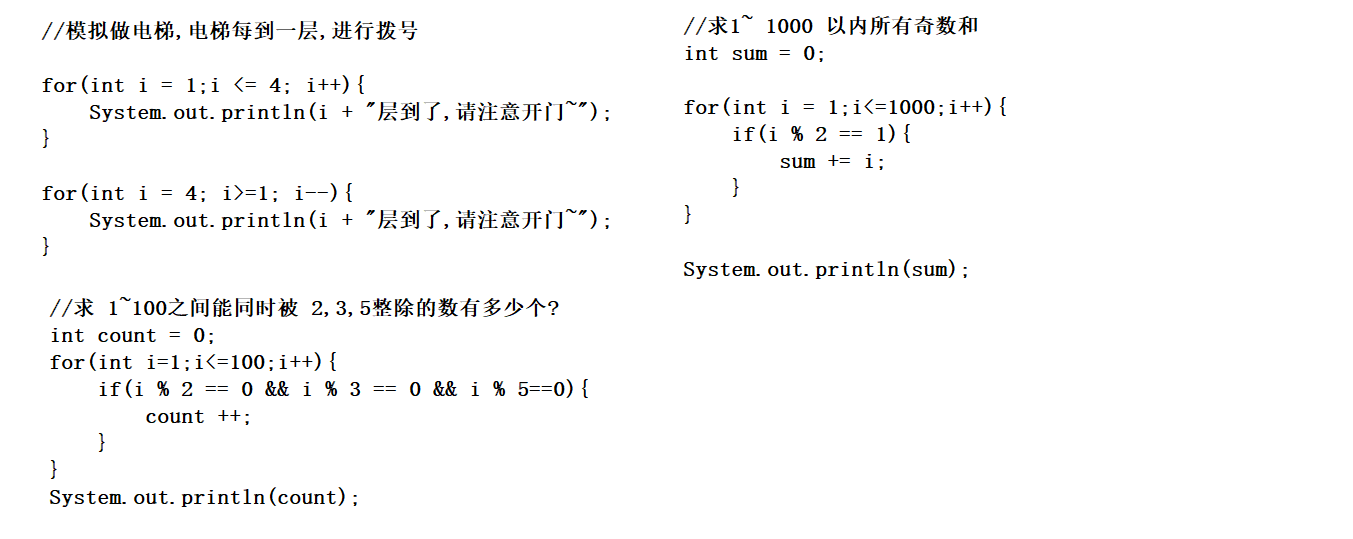 //模拟做电梯,电梯每到一层,进行拨号
for(int i = 1;i <= 4; i++){
    System.out.println(i + "层到了,请注意开门~");
}
for(int i = 4; i>=1; i--){
    System.out.println(i + "层到了,请注意开门~");
}
//求 1~100之间能同时被 2,3,5整除的数有多少个?
int count = 0;
for(int i=1;i<=100;i++){
    if(i % 2 == 0 && i % 3 == 0 && i % 5==0){
        count ++;
    }
}
System.out.println(count);
//求1~ 1000 以内所有奇数和
int sum = 0;
for(int i = 1;i<=1000;i++){
    if(i % 2 == 1){
        sum += i;
    }
}
System.out.println(sum);